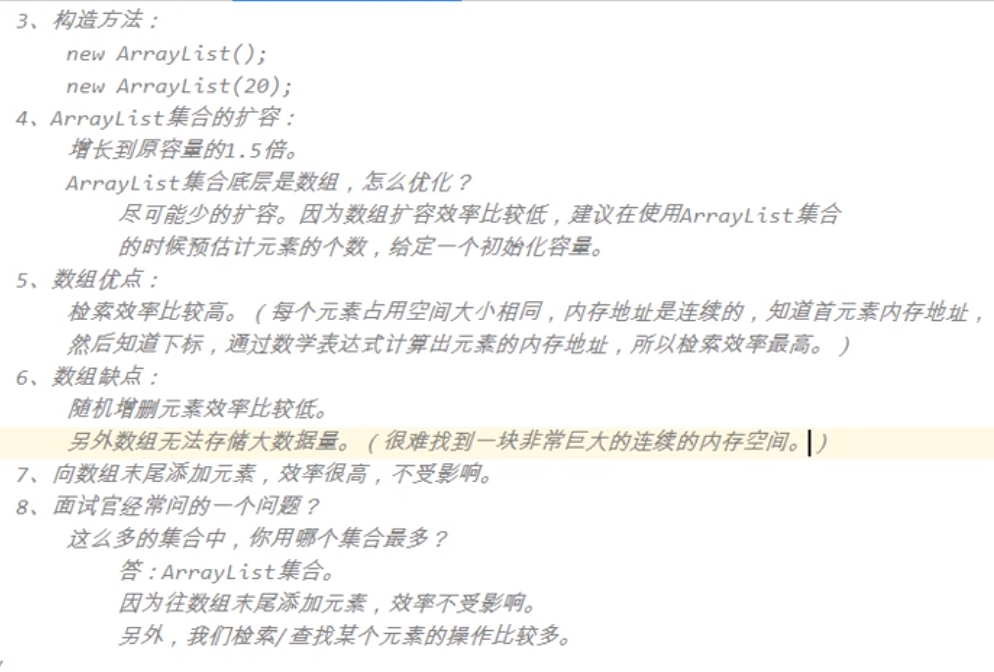 3、构造方法：
new ArrayList();
new ArrayList(20);
4、ArrayList集合的扩容：
增长到原容量的1.5倍。
ArrayList集合底层是数组，怎么优化？
尽可能少的扩容。因为数组扩容效率比较低，建议在使用ArrayList集合
的时候预估计元素的个数，给定一个初始化容量。
5、数组优点：
检索效率比较高。（每个元素占用空间大小相同，内存地址是连续的，知道首元素内存地址，
然后知道下标，通过数学表达式计算出元素的内存地址，所以检索效率最高。）
6、数组缺点：
随机增删元素效率比较低。
另外数组无法存储大数据量。（很难找到一块非常巨大的连续的内存空间。）
7、向数组末尾添加元素，效率很高，不受影响。
8、面试官经常问的一个问题？
这么多的集合中，你用哪个集合最多？
答：ArrayList集合。
因为往数组末尾添加元素，效率不受影响。
另外，我们检索/查找某个元素的操作比较多。